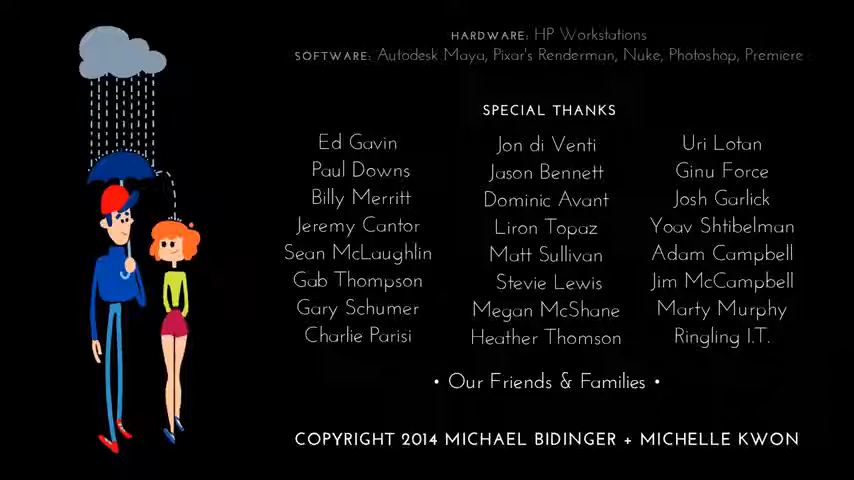 HARDWARE: HP Workstations
SOFTWARE: Autodesk Maya, Pixar's Renderman, Nuke, Photoshop, Premiere
SPECIAL THANKS
Ed Gavin Jon di Venti Uri Lotan
Paul Downs Jason Bennett Ginu Force
Billy Merritt Dominic Avant Josh Garlick
Jeremy Cantor Liron Topaz Yoav Shtibelman
Sean McLaughlin Matt Sullivan Adam Campbell
Gab Thompson Stevie Lewis Jim McCampbell
Gary Schumer Megan McShane Marty Murphy
Charlie Parisi Heather Thomson Ringling I.T.
• Our Friends & Families •
COPYRIGHT 2014 MICHAEL BIDINGER + MICHELLE KWON